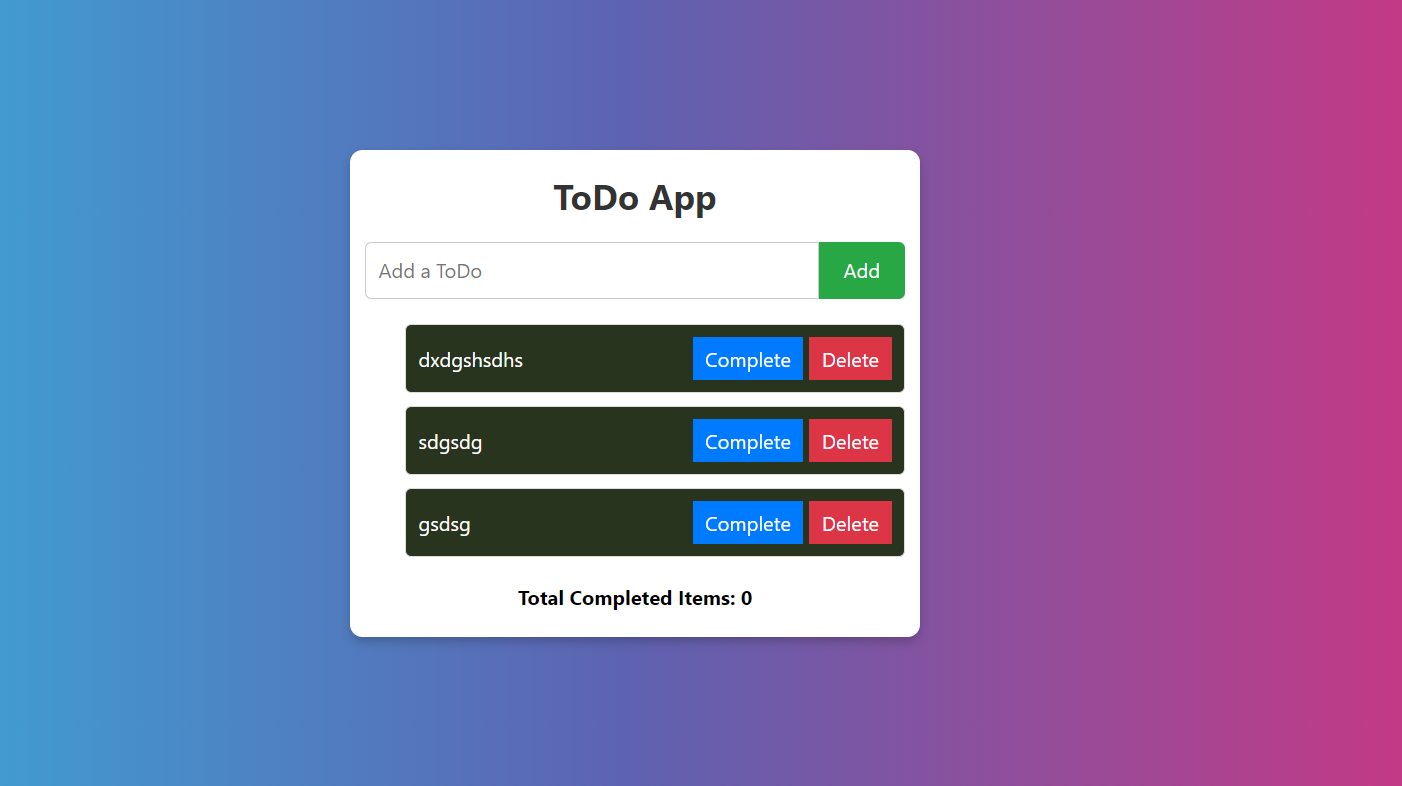 ToDo App
Add a ToDo Add
dxdgshsdhs Complete Delete
sdgsdg Complete Delete
gsdsg Complete Delete
Total Completed Items: 0